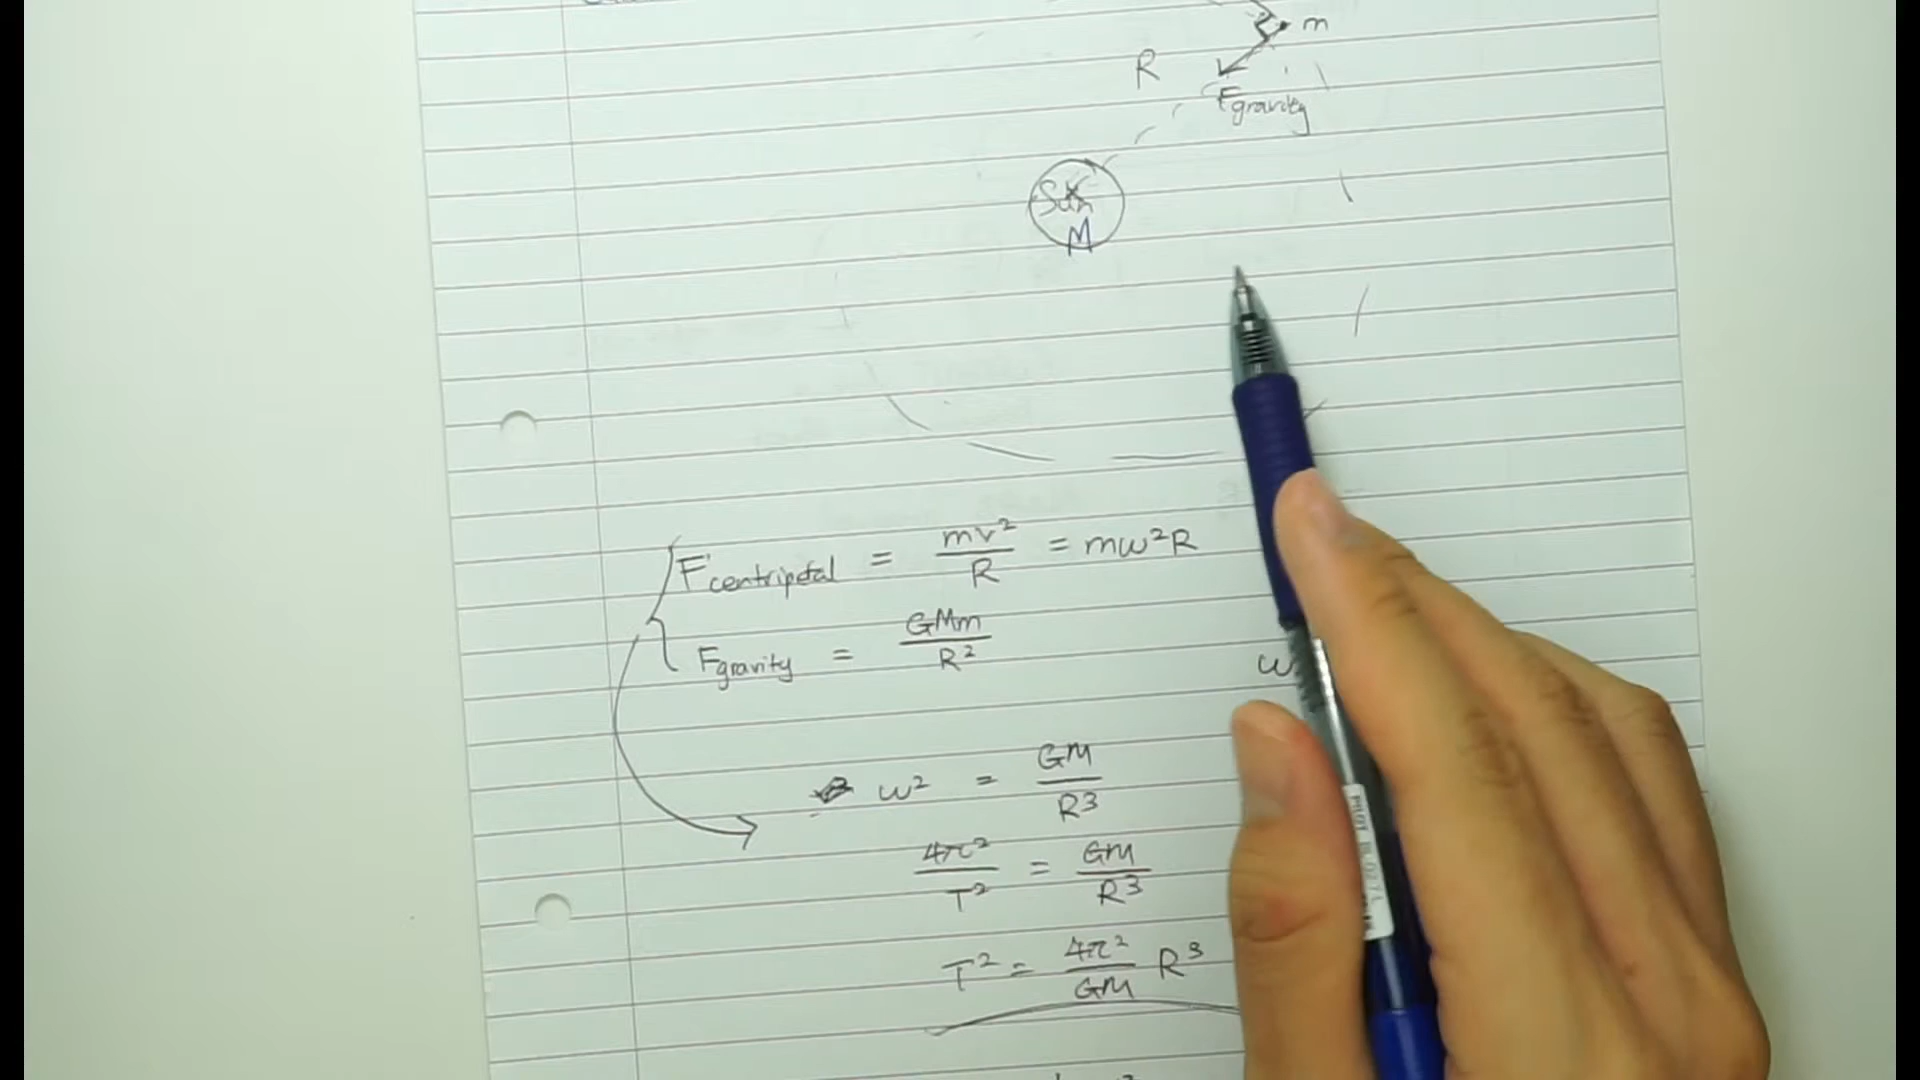 m
R
Fgravity
Sun
M
Fcentripetal = mv²/R = mω²R
Fgravity = GMm/R²
ω
ω² = GM/R³
4π²/T² = GM/R³
T² = 4π²/GM R³
PILOT